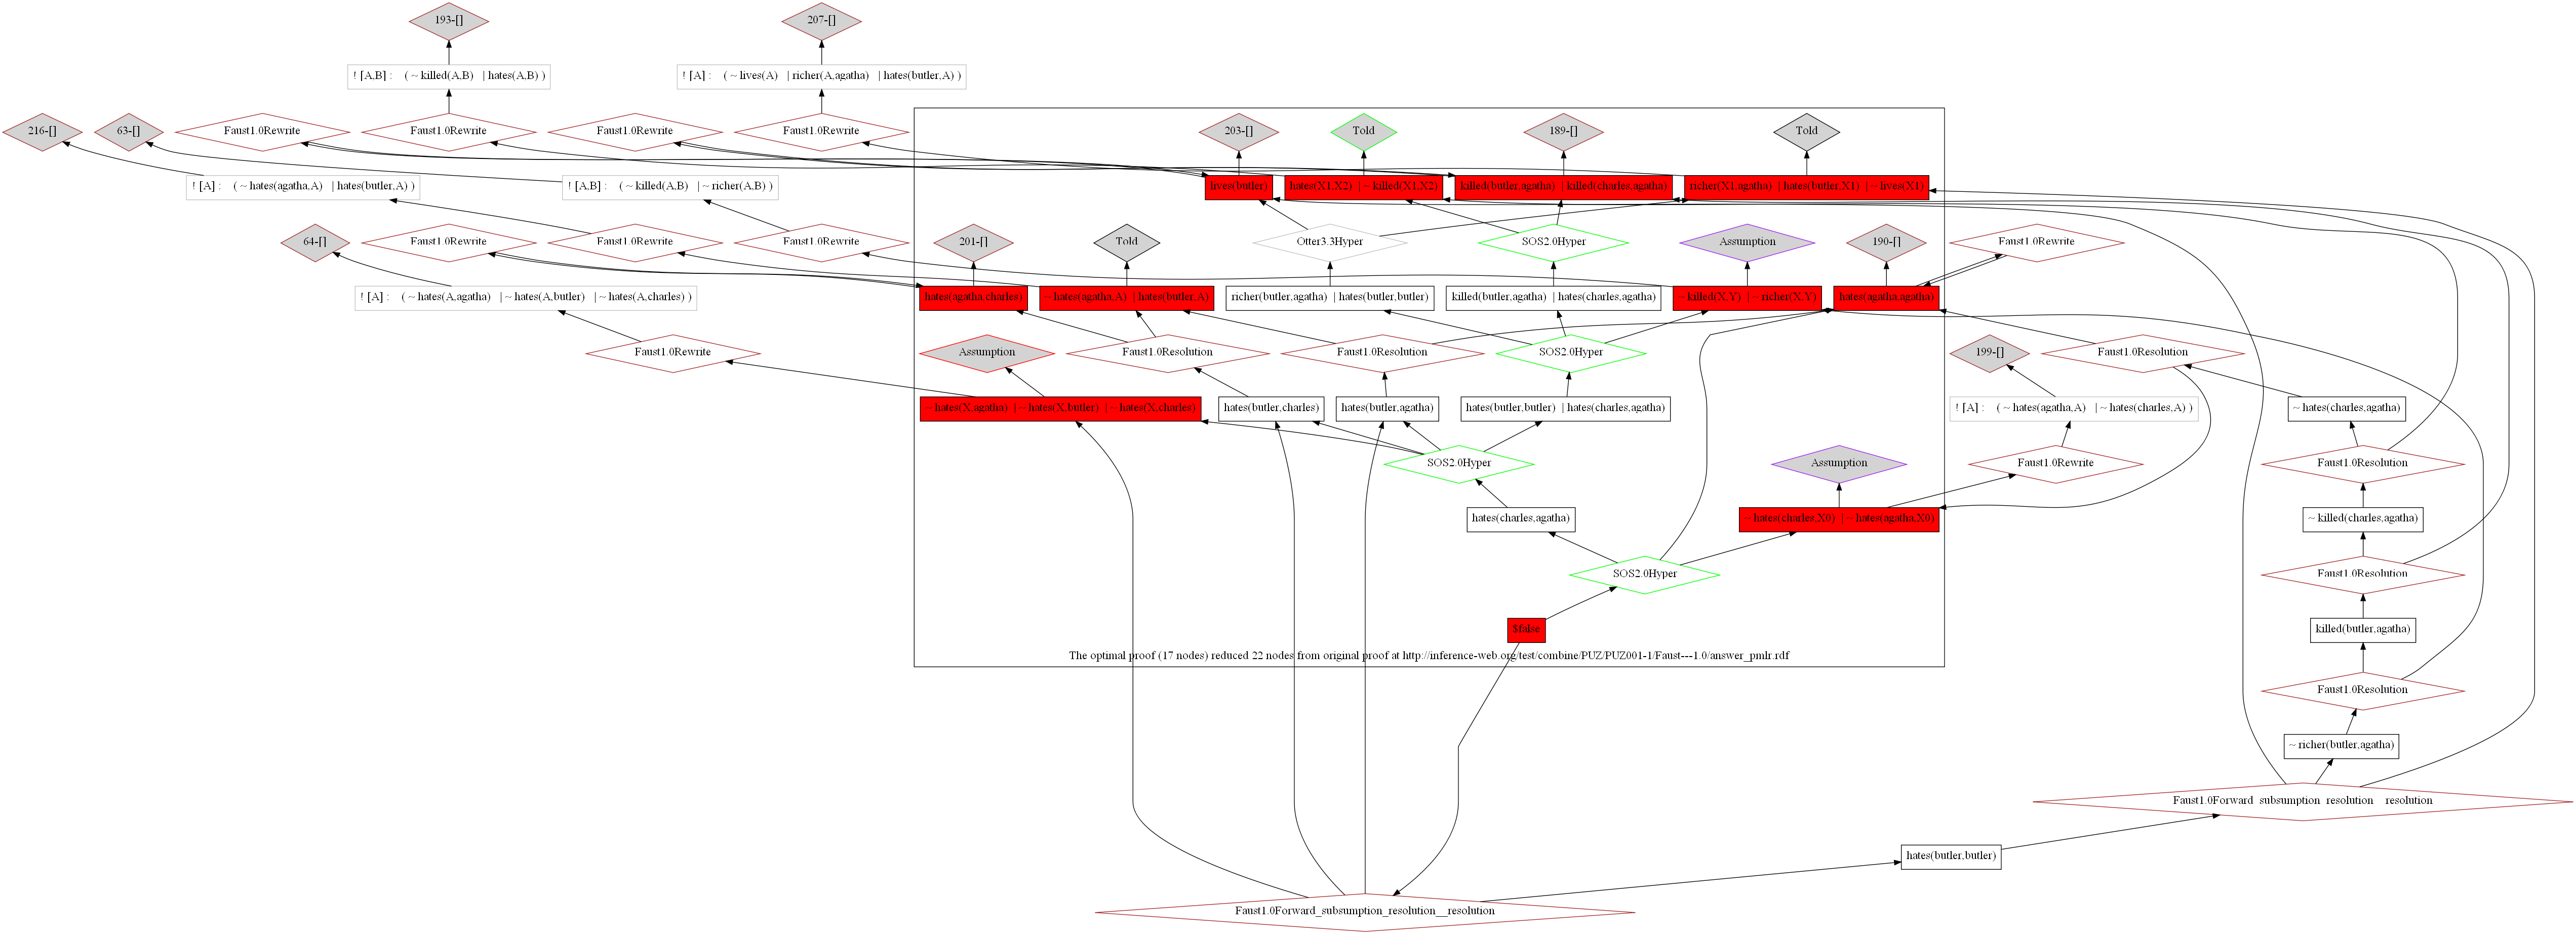 193-[]
207-[]
! [A,B] : ( ~ killed(A,B) | hates(A,B) )
! [A] : ( ~ lives(A) | richer(A,agatha) | hates(butler,A) )
216-[]
63-[]
Faust1.0Rewrite
Faust1.0Rewrite
Faust1.0Rewrite
Faust1.0Rewrite
203-[]
Told
189-[]
Told
! [A] : ( ~ hates(agatha,A) | hates(butler,A) )
! [A,B] : ( ~ killed(A,B) | ~ richer(A,B) )
lives(butler)
hates(X1,X2) | ~ killed(X1,X2)
killed(butler,agatha) | killed(charles,agatha)
richer(X1,agatha) | hates(butler,X1) | ~ lives(X1)
64-[]
Faust1.0Rewrite
Faust1.0Rewrite
Faust1.0Rewrite
201-[]
Told
Otter3.3Hyper
SOS2.0Hyper
Assumption
190-[]
Faust1.0Rewrite
! [A] : ( ~ hates(A,agatha) | ~ hates(A,butler) | ~ hates(A,charles) )
hates(agatha,charles)
~ hates(agatha,A) | hates(butler,A)
richer(butler,agatha) | hates(butler,butler)
killed(butler,agatha) | hates(charles,agatha)
~ killed(X,Y) | ~ richer(X,Y)
hates(agatha,agatha)
Faust1.0Rewrite
Assumption
Faust1.0Resolution
Faust1.0Resolution
SOS2.0Hyper
199-[]
Faust1.0Resolution
~ hates(X,agatha) | ~ hates(X,butler) | ~ hates(X,charles)
hates(butler,charles)
hates(butler,agatha)
hates(butler,butler) | hates(charles,agatha)
! [A] : ( ~ hates(agatha,A) | ~ hates(charles,A) )
~ hates(charles,agatha)
SOS2.0Hyper
Assumption
Faust1.0Rewrite
Faust1.0Resolution
hates(charles,agatha)
~ hates(charles,X0) | ~ hates(agatha,X0)
~ killed(charles,agatha)
SOS2.0Hyper
Faust1.0Resolution
$false
killed(butler,agatha)
The optimal proof (17 nodes) reduced 22 nodes from original proof at http://inference-web.org/test/combine/PUZ/PUZ001-1/Faust---1.0/answer_pmlr.rdf
Faust1.0Resolution
~ richer(butler,agatha)
Faust1.0Forward_subsumption_resolution__resolution
hates(butler,butler)
Faust1.0Forward_subsumption_resolution__resolution